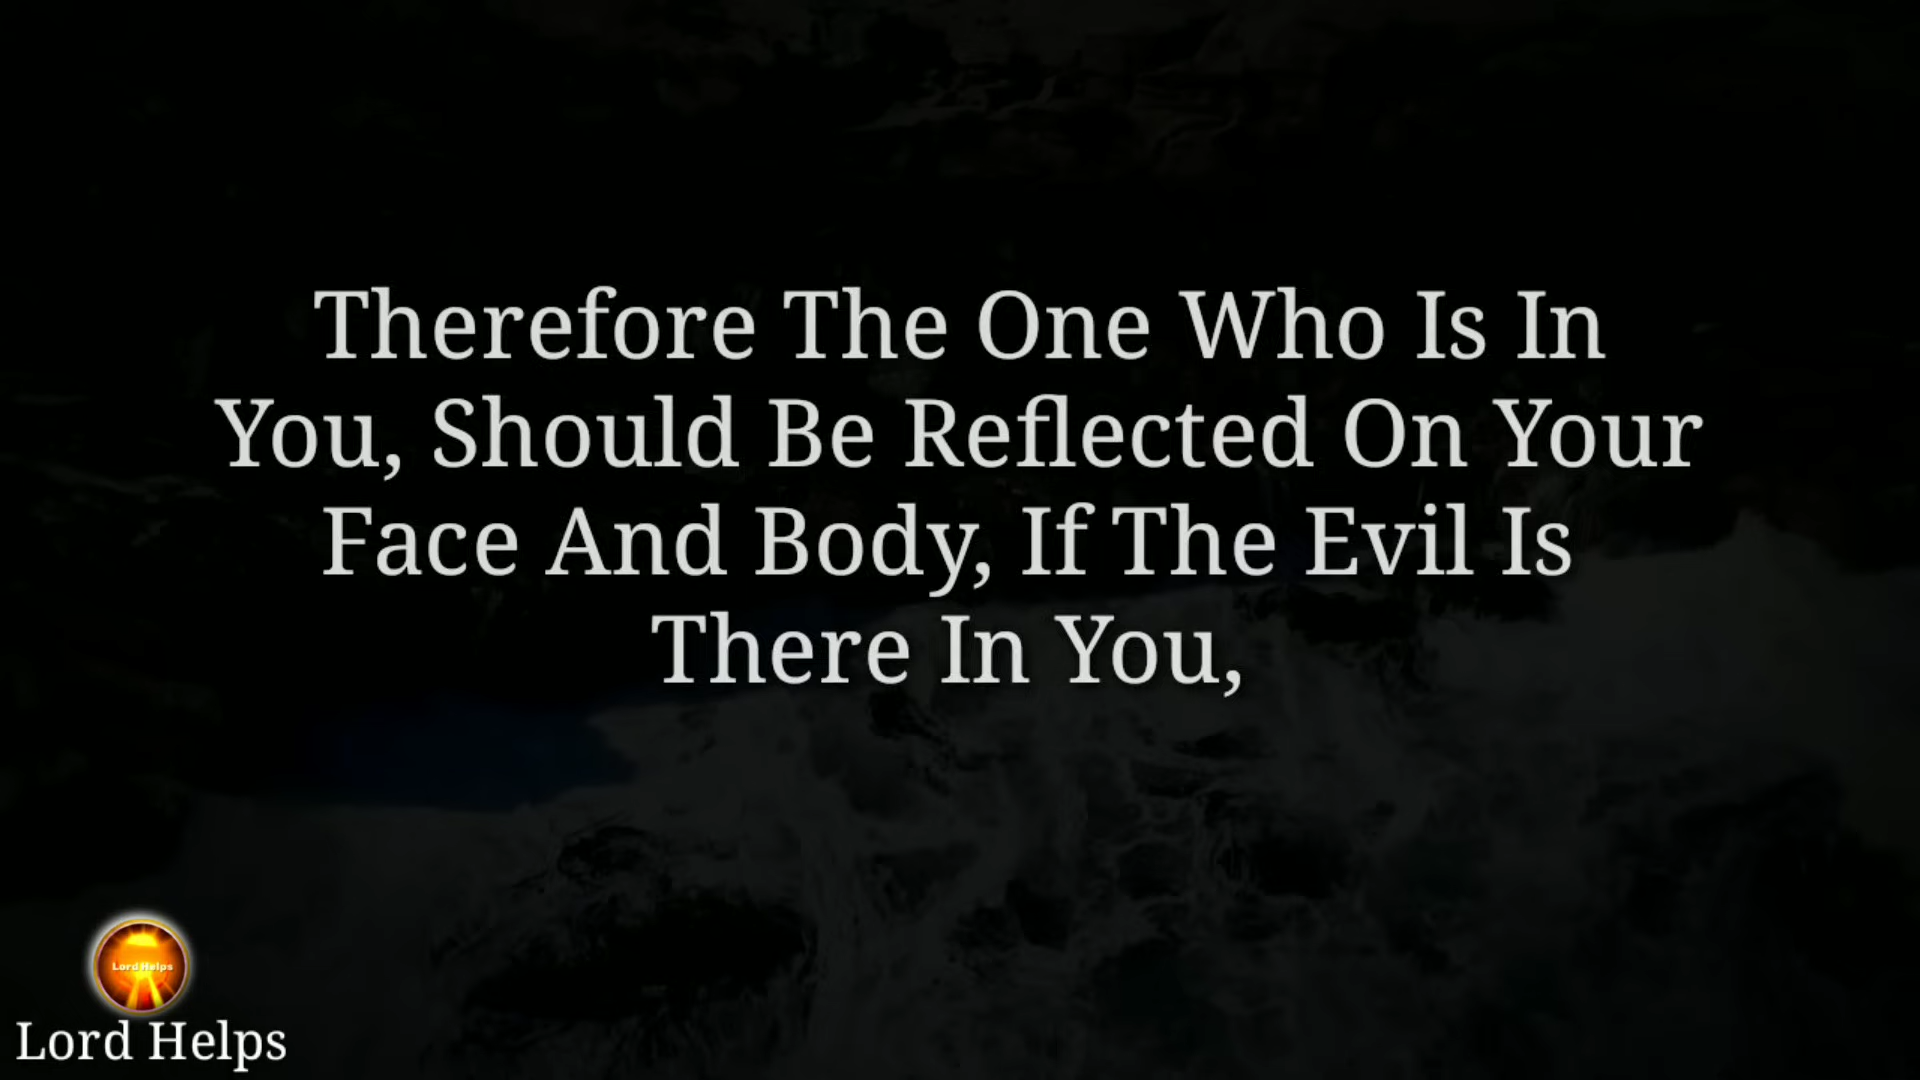 Therefore The One Who Is In
You, Should Be Reflected On Your
Face And Body, If The Evil Is
There In You,
Lord Helps
Lord Helps